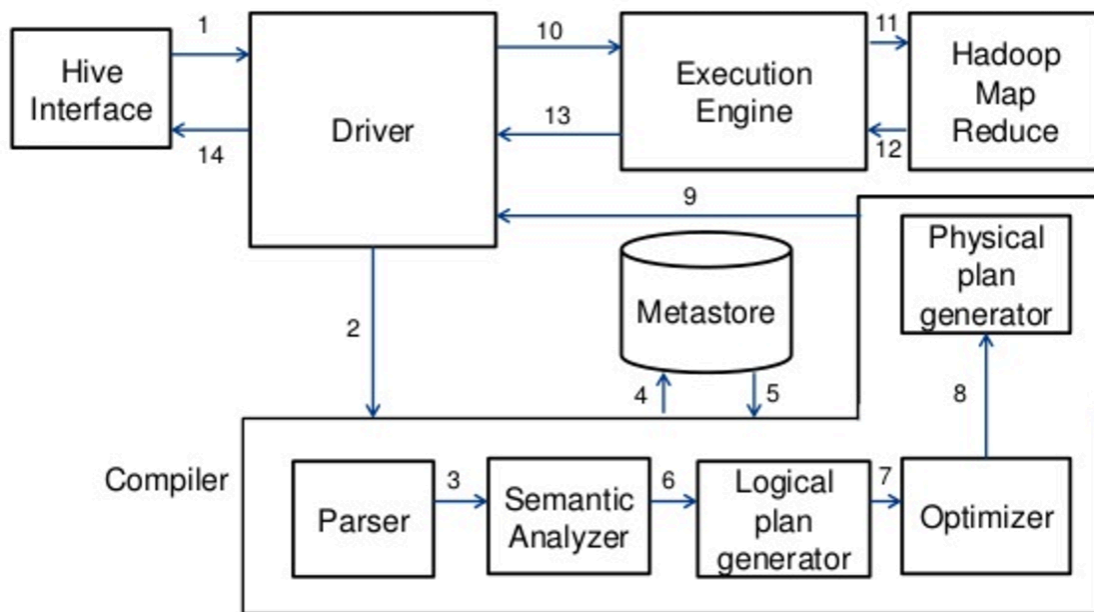 1
10
11
Hive
Interface
Driver
Execution
Engine
Hadoop
Map
Reduce
14
13
12
9
2
Metastore
Physical
plan
generator
4
5
8
Compiler
Parser
3
Semantic
Analyzer
6
Logical
plan
generator
7
Optimizer